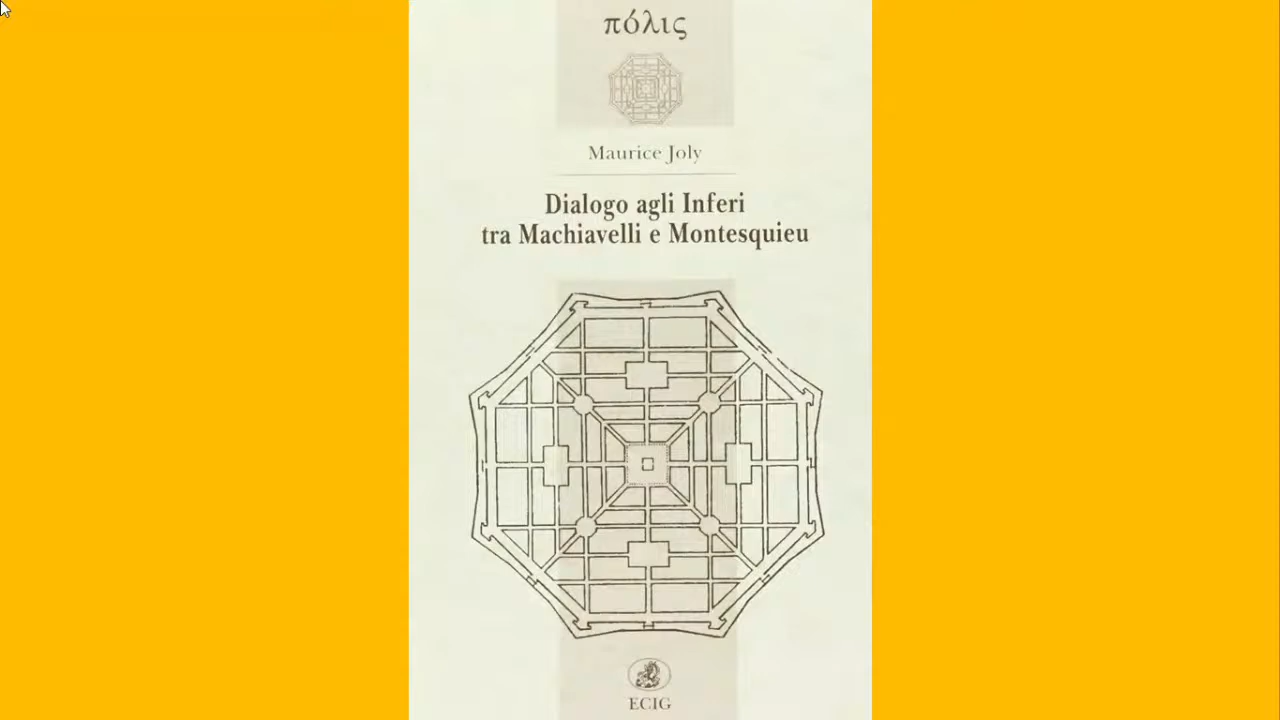 πόλις
Maurice Joly
Dialogo agli Inferi
tra Machiavelli e Montesquieu
ECIG